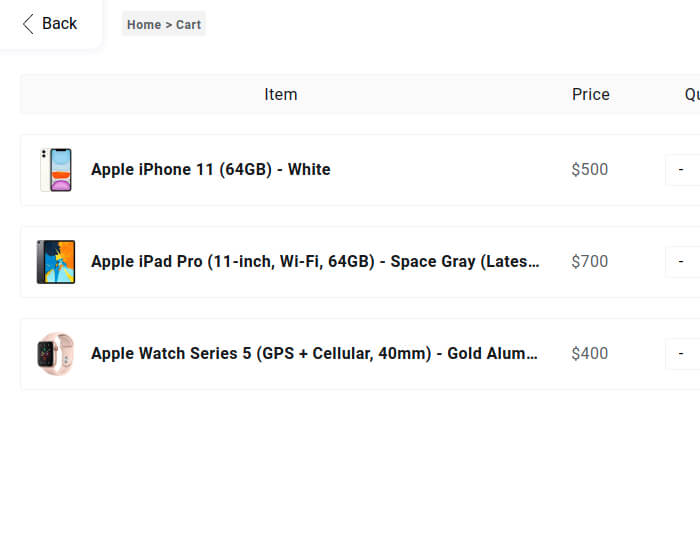 Back
Home > Cart
Item Price Qu
Apple iPhone 11 (64GB) - White $500 -
Apple iPad Pro (11-inch, Wi-Fi, 64GB) - Space Gray (Lates... $700 -
Apple Watch Series 5 (GPS + Cellular, 40mm) - Gold Alum... $400 -